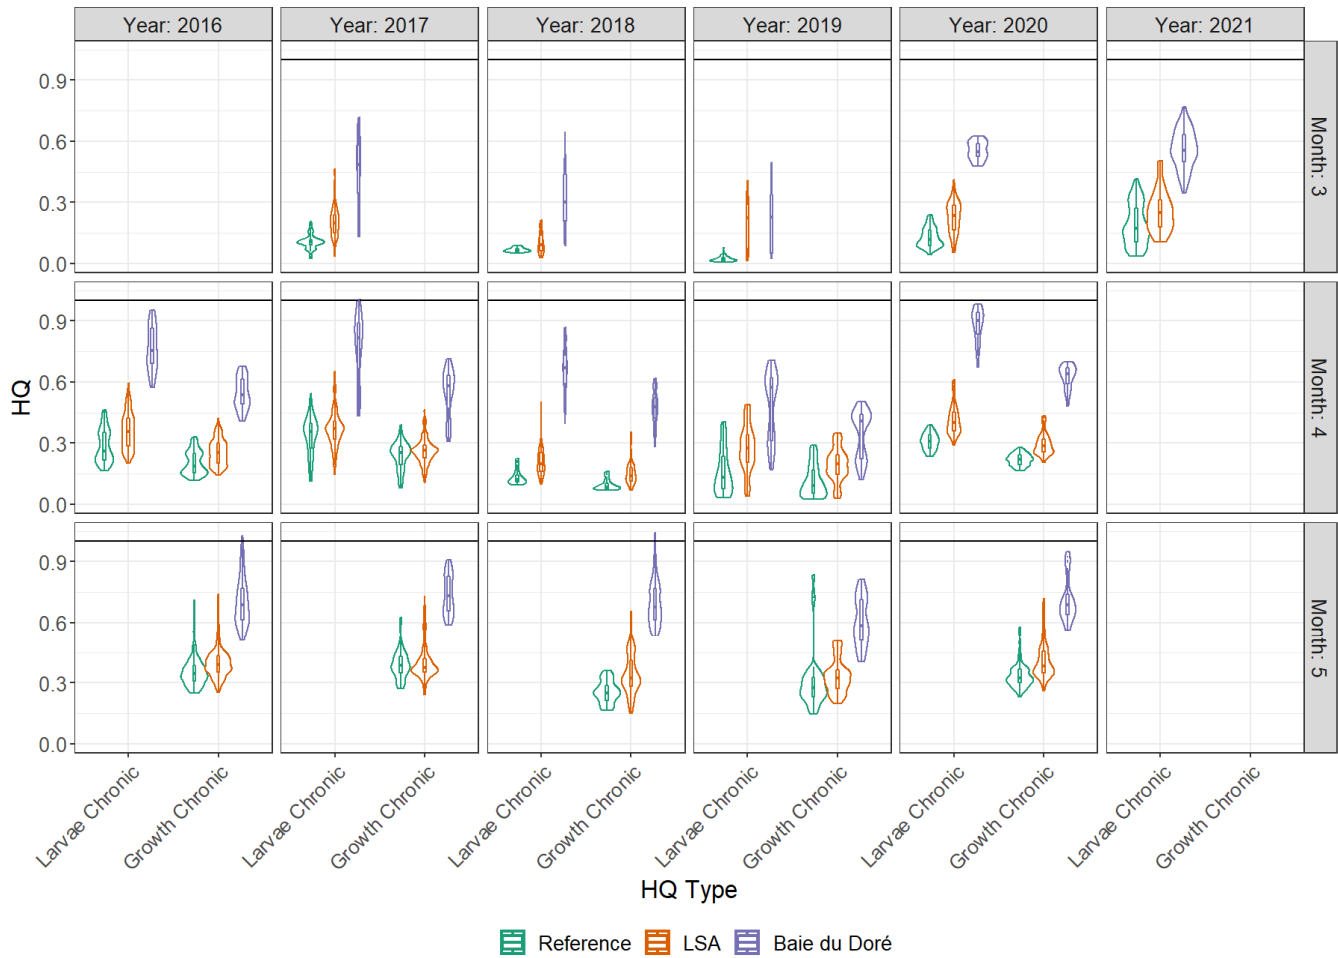 Year: 2016 Year: 2017 Year: 2018 Year: 2019 Year: 2020 Year: 2021
0.9
0.6
0.3
0.0
Month: 3
0.9
0.6
0.3
0.0
Month: 4
0.9
0.6
0.3
0.0
Month: 5
HQ
Larvae Chronic Growth Chronic Larvae Chronic Growth Chronic Larvae Chronic Growth Chronic Larvae Chronic Growth Chronic Larvae Chronic Growth Chronic Larvae Chronic Growth Chronic
HQ Type
Reference LSA Baie du Doré